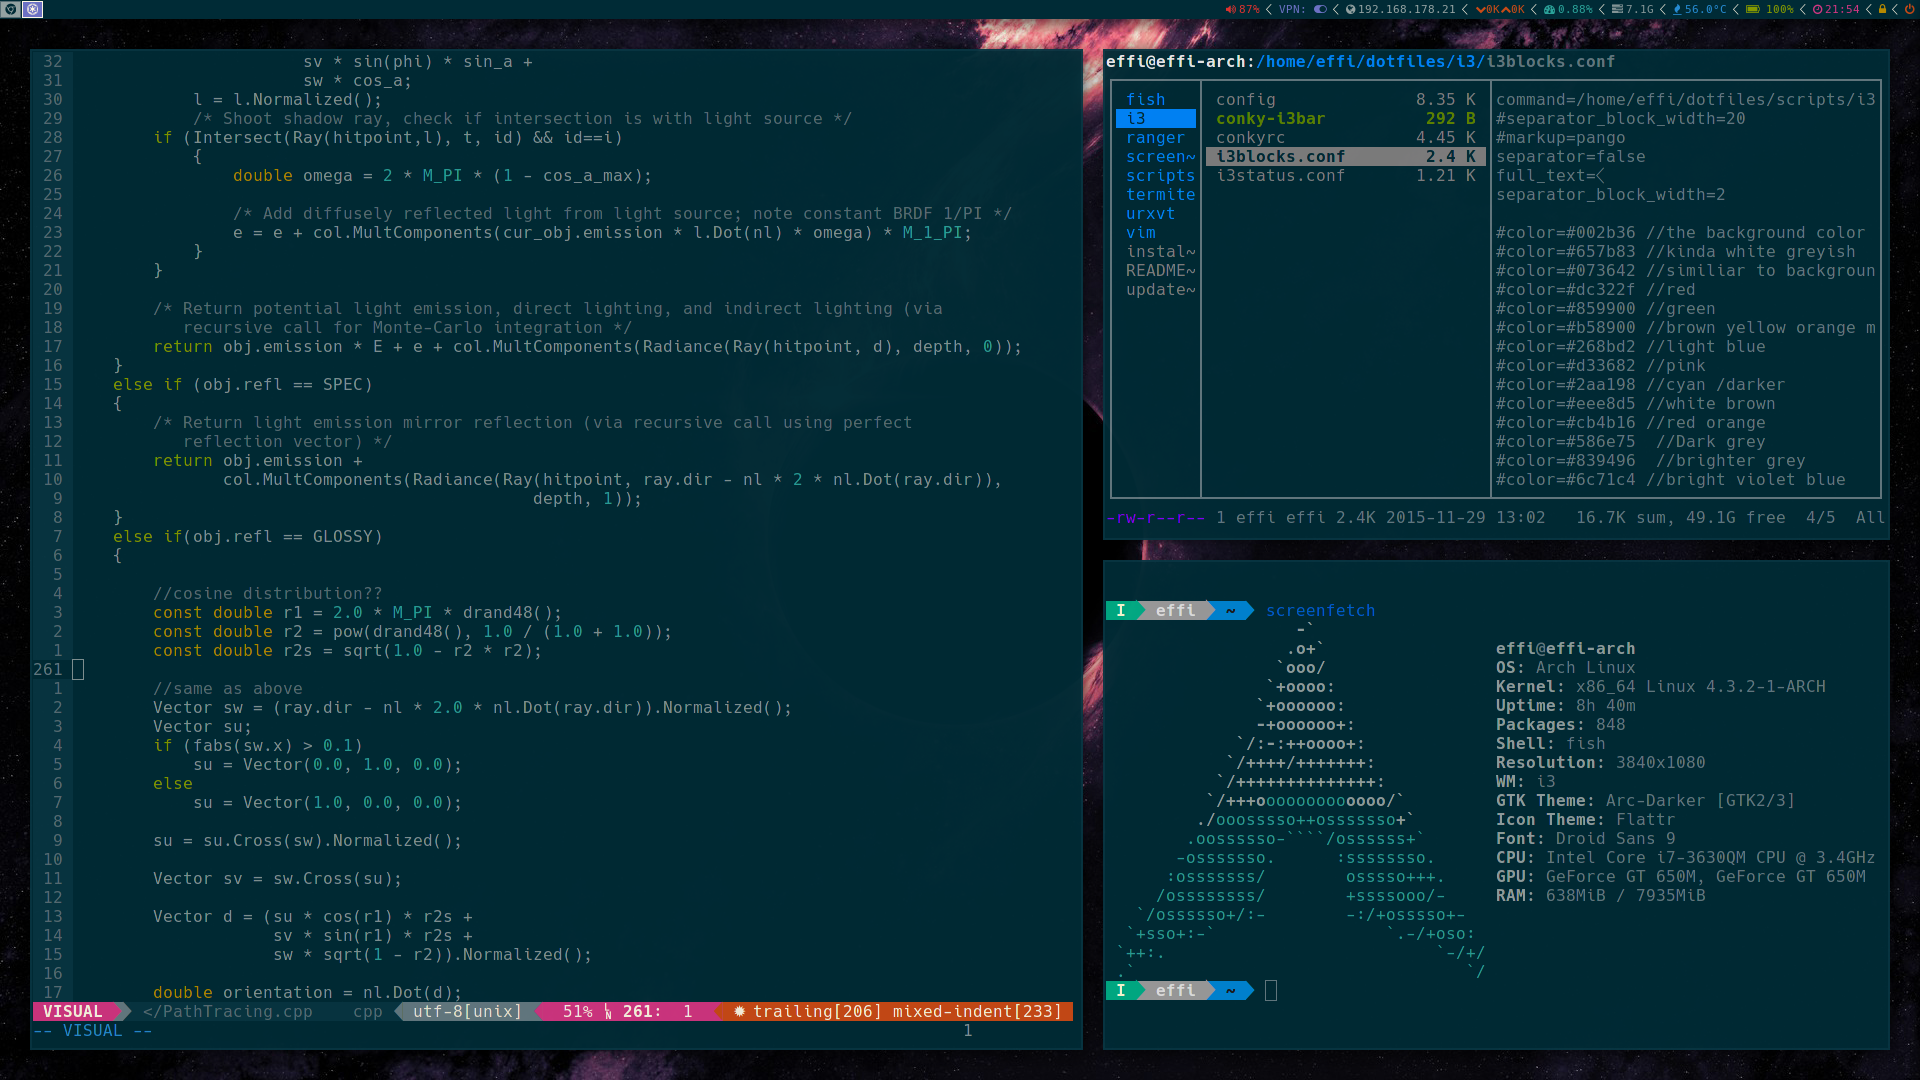 87% < VPN: < 192.168.178.21 < 0K 0K < 0.88% < 7.1G < 56.0°C < 100% < 21:54 < <
32 sv * sin(phi) * sin_a +
31 sw * cos_a;
30 l = l.Normalized();
29 /* Shoot shadow ray, check if intersection is with light source */
28 if (Intersect(Ray(hitpoint,l), t, id) && id==i)
27 {
26 double omega = 2 * M_PI * (1 - cos_a_max);
25
24 /* Add diffusely reflected light from light source; note constant BRDF 1/PI */
23 e = e + col.MultComponents(cur_obj.emission * l.Dot(nl) * omega) * M_1_PI;
22 }
21 }
20
19 /* Return potential light emission, direct lighting, and indirect lighting (via
18 recursive call for Monte-Carlo integration */
17 return obj.emission * E + e + col.MultComponents(Radiance(Ray(hitpoint, d), depth, 0));
16 }
15 else if (obj.refl == SPEC)
14 {
13 /* Return light emission mirror reflection (via recursive call using perfect
12 reflection vector) */
11 return obj.emission +
10 col.MultComponents(Radiance(Ray(hitpoint, ray.dir - nl * 2 * nl.Dot(ray.dir)),
9 depth, 1));
8 }
7 else if(obj.refl == GLOSSY)
6 {
5
4 //cosine distribution??
3 const double r1 = 2.0 * M_PI * drand48();
2 const double r2 = pow(drand48(), 1.0 / (1.0 + 1.0));
1 const double r2s = sqrt(1.0 - r2 * r2);
261
1 //same as above
2 Vector sw = (ray.dir - nl * 2.0 * nl.Dot(ray.dir)).Normalized();
3 Vector su;
4 if (fabs(sw.x) > 0.1)
5 su = Vector(0.0, 1.0, 0.0);
6 else
7 su = Vector(1.0, 0.0, 0.0);
8
9 su = su.Cross(sw).Normalized();
10
11 Vector sv = sw.Cross(su);
12
13 Vector d = (su * cos(r1) * r2s +
14 sv * sin(r1) * r2s +
15 sw * sqrt(1 - r2)).Normalized();
16
17 double orientation = nl.Dot(d);
VISUAL </PathTracing.cpp cpp utf-8[unix] 51% 261: 1 trailing[206] mixed-indent[233]
-- VISUAL -- 1
effi@effi-arch:/home/effi/dotfiles/i3/i3blocks.conf
fish config 8.35 K command=/home/effi/dotfiles/scripts/i3
i3 conky-i3bar 292 B #separator_block_width=20
ranger conkyrc 4.45 K #markup=pango
screen~ i3blocks.conf 2.4 K separator=false
scripts i3status.conf 1.21 K full_text=<
termite separator_block_width=2
urxvt
vim #color=#002b36 //the background color
instal~ #color=#657b83 //kinda white greyish
README~ #color=#073642 //similiar to backgroun
update~ #color=#dc322f //red
#color=#859900 //green
#color=#b58900 //brown yellow orange m
#color=#268bd2 //light blue
#color=#d33682 //pink
#color=#2aa198 //cyan /darker
#color=#eee8d5 //white brown
#color=#cb4b16 //red orange
#color=#586e75 //Dark grey
#color=#839496 //brighter grey
#color=#6c71c4 //bright violet blue
-rw-r--r-- 1 effi effi 2.4K 2015-11-29 13:02 16.7K sum, 49.1G free 4/5 All
I effi ~ screenfetch
-`
.o+`
`ooo/
`+oooo:
`+oooooo:
-+oooooo+:
`/:-:++oooo+:
`/++++/+++++++:
`/++++++++++++++:
`/+++ooooooooooooo/`
./ooosssso++osssssso+`
.oossssso-````/ossssss+`
-osssssso. :ssssssso.
:osssssss/ osssso+++.
/ossssssss/ +ssssooo/-
`/ossssso+/:- -:/+osssso+-
`+sso+:-` `.-/+oso:
`++:. `-/+/
.` `/
effi@effi-arch
OS: Arch Linux
Kernel: x86_64 Linux 4.3.2-1-ARCH
Uptime: 8h 40m
Packages: 848
Shell: fish
Resolution: 3840x1080
WM: i3
GTK Theme: Arc-Darker [GTK2/3]
Icon Theme: Flattr
Font: Droid Sans 9
CPU: Intel Core i7-3630QM CPU @ 3.4GHz
GPU: GeForce GT 650M, GeForce GT 650M
RAM: 638MiB / 7935MiB
I effi ~